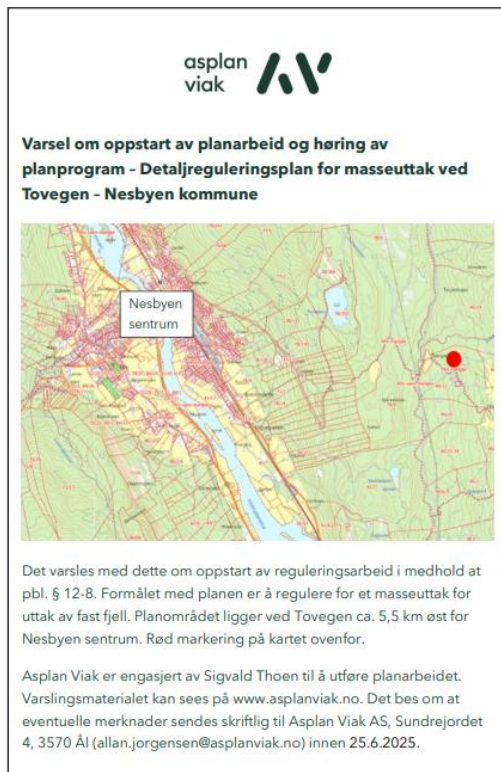 asplan
viak
Varsel om oppstart av planarbeid og høring av
planprogram – Detaljreguleringsplan for masseuttak ved
Tovegen – Nesbyen kommune
Nesbyen
sentrum
Det varsles med dette om oppstart av reguleringsarbeid i medhold at
pbl. § 12-8. Formålet med planen er å regulere for et masseuttak for
uttak av fast fjell. Planområdet ligger ved Tovegen ca. 5,5 km øst for
Nesbyen sentrum. Rød markering på kartet ovenfor.
Asplan Viak er engasjert av Sigvald Thoen til å utføre planarbeidet.
Varslingsmaterialet kan sees på www.asplanviak.no. Det bes om at
eventuelle merknader sendes skriftlig til Asplan Viak AS, Sundrejordet
4, 3570 Ål (allan.jorgensen@asplanviak.no) innen 25.6.2025.